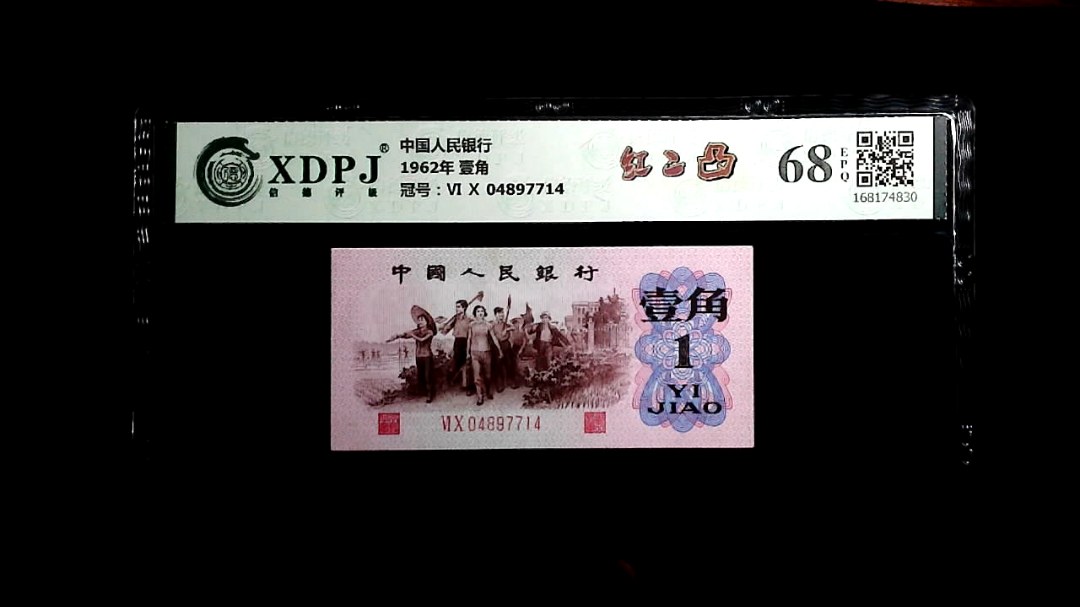 XDPJ®
信德评级
中国人民银行
1962年 壹角
冠号：Ⅵ Ⅹ 04897714
红二凸
68
EPQ
168174830
中國人民銀行
壹角
1
YI
JIAO
ⅥⅩ04897714